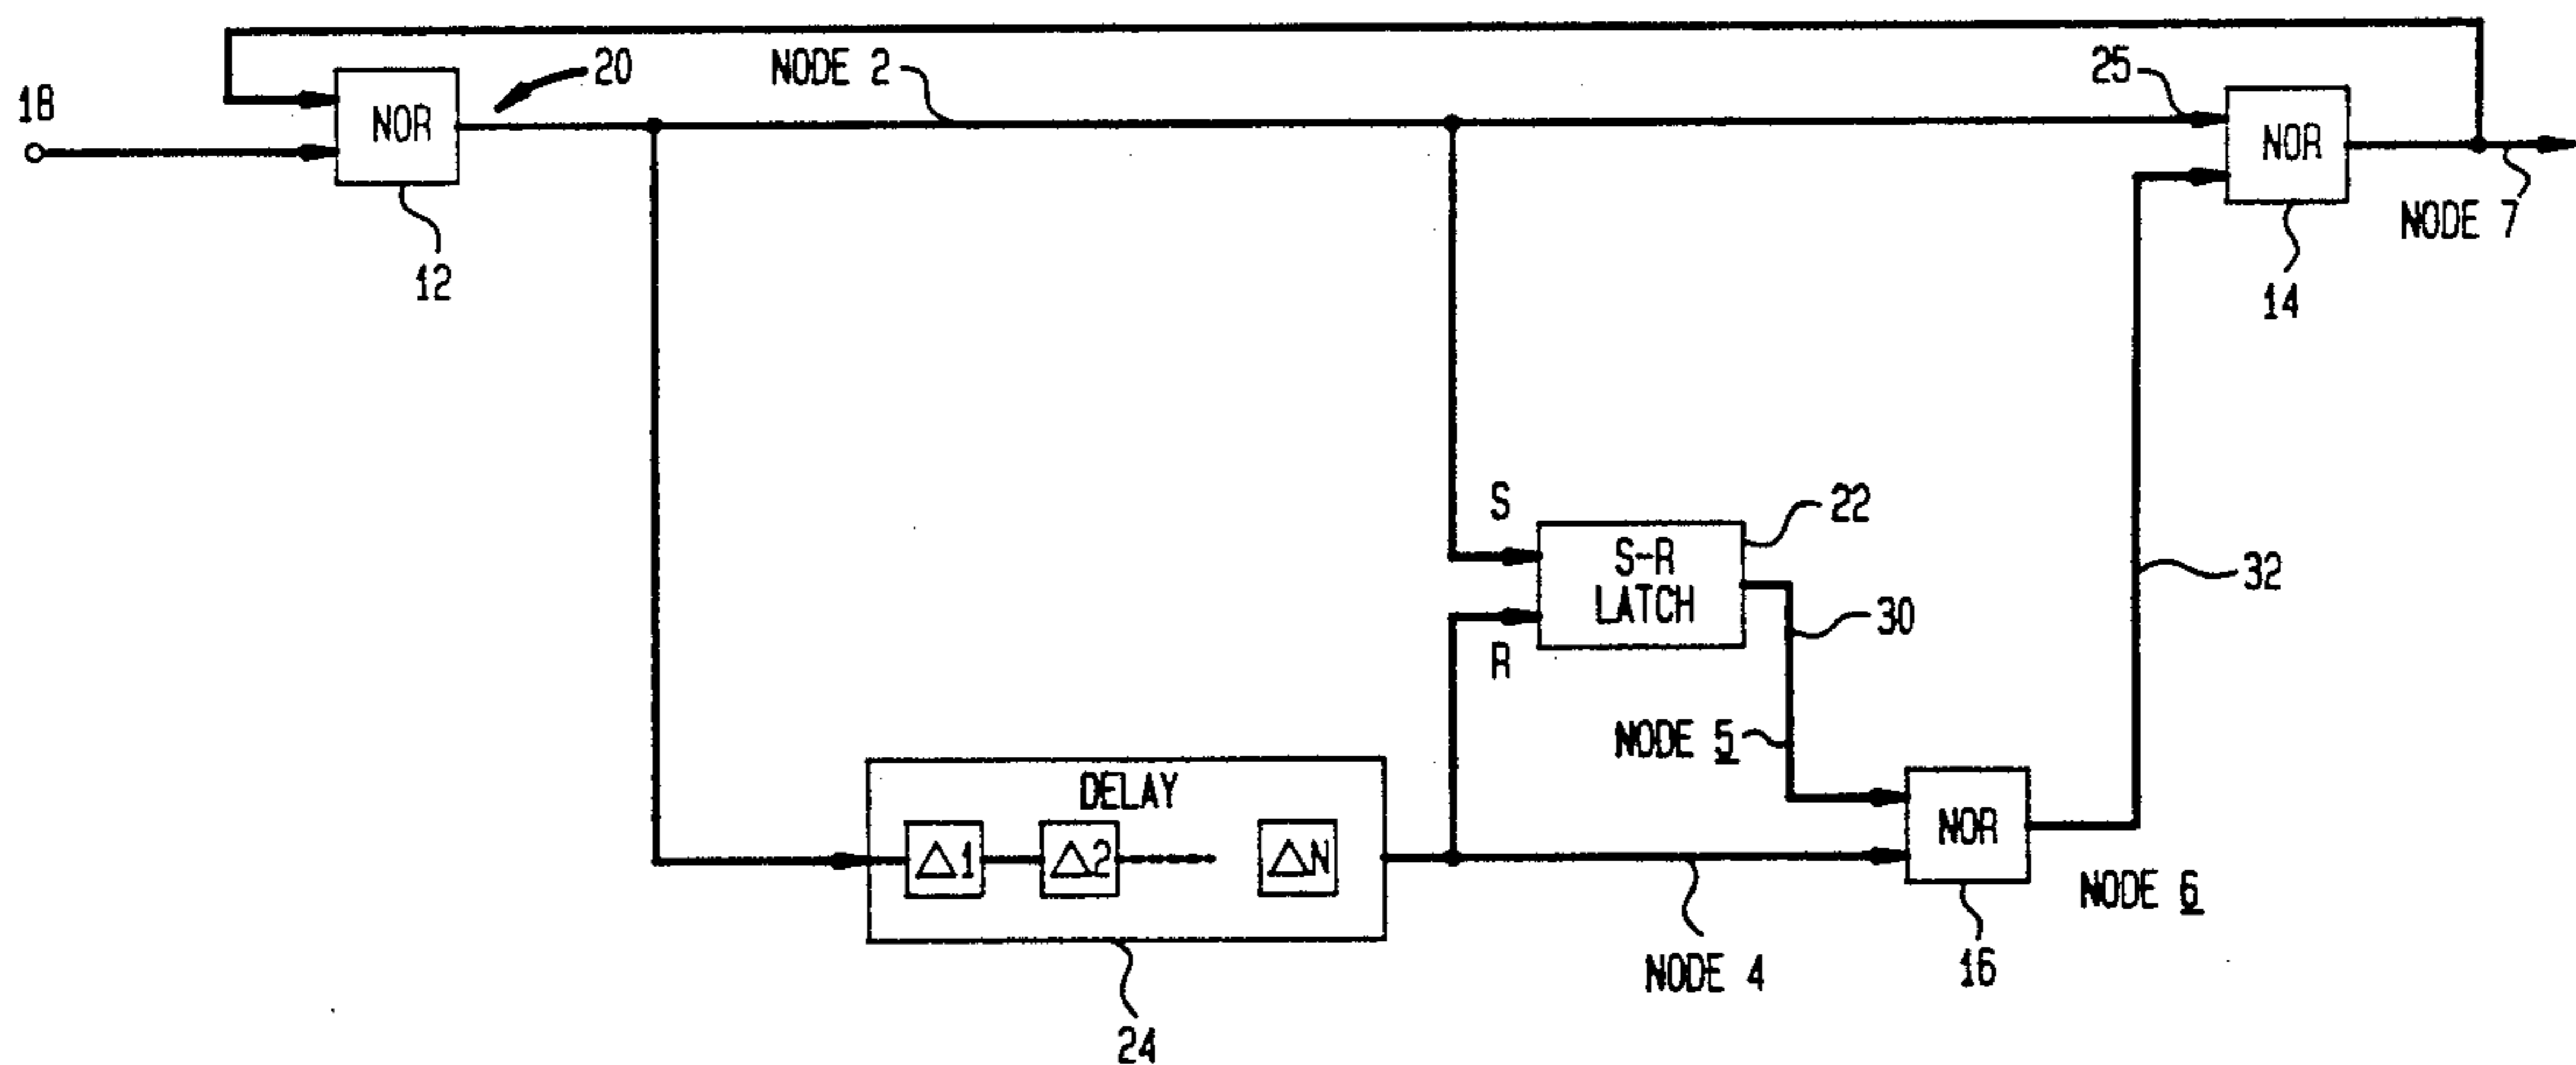 18
NOR
12
20
NODE 2
25
NOR
14
NODE 7
S
R
S-R
LATCH
22
30
32
NODE 5
DELAY
△1
△2
△N
24
NODE 4
NOR
16
NODE 6